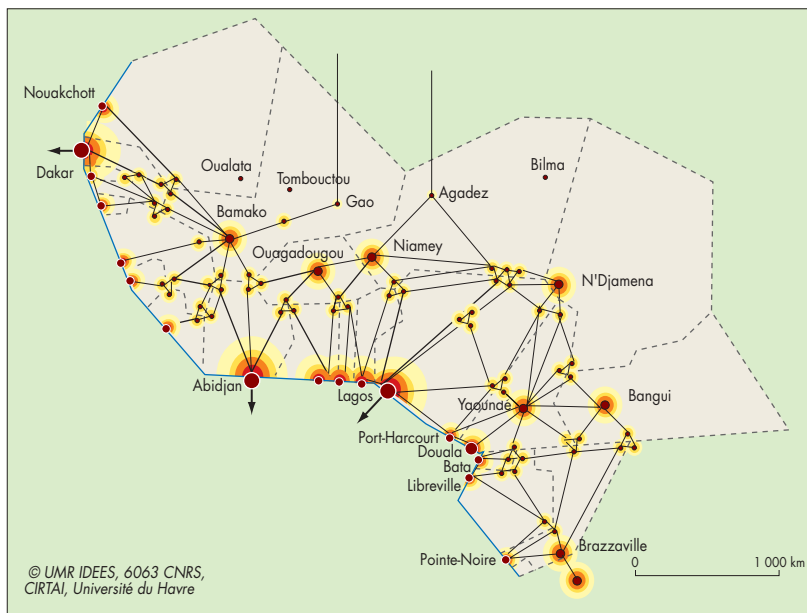 Nouakchott
Dakar
Oualata
Tombouctou
Gao
Agadez
Bilma
Bamako
Ouagadougou
Niamey
N'Djamena
Abidjan
Lagos
Yaoundé
Bangui
Port-Harcourt
Douala
Bata
Libreville
Pointe-Noire
Brazzaville
0
1 000 km
© UMR IDEES, 6063 CNRS,
CIRTAI, Université du Havre